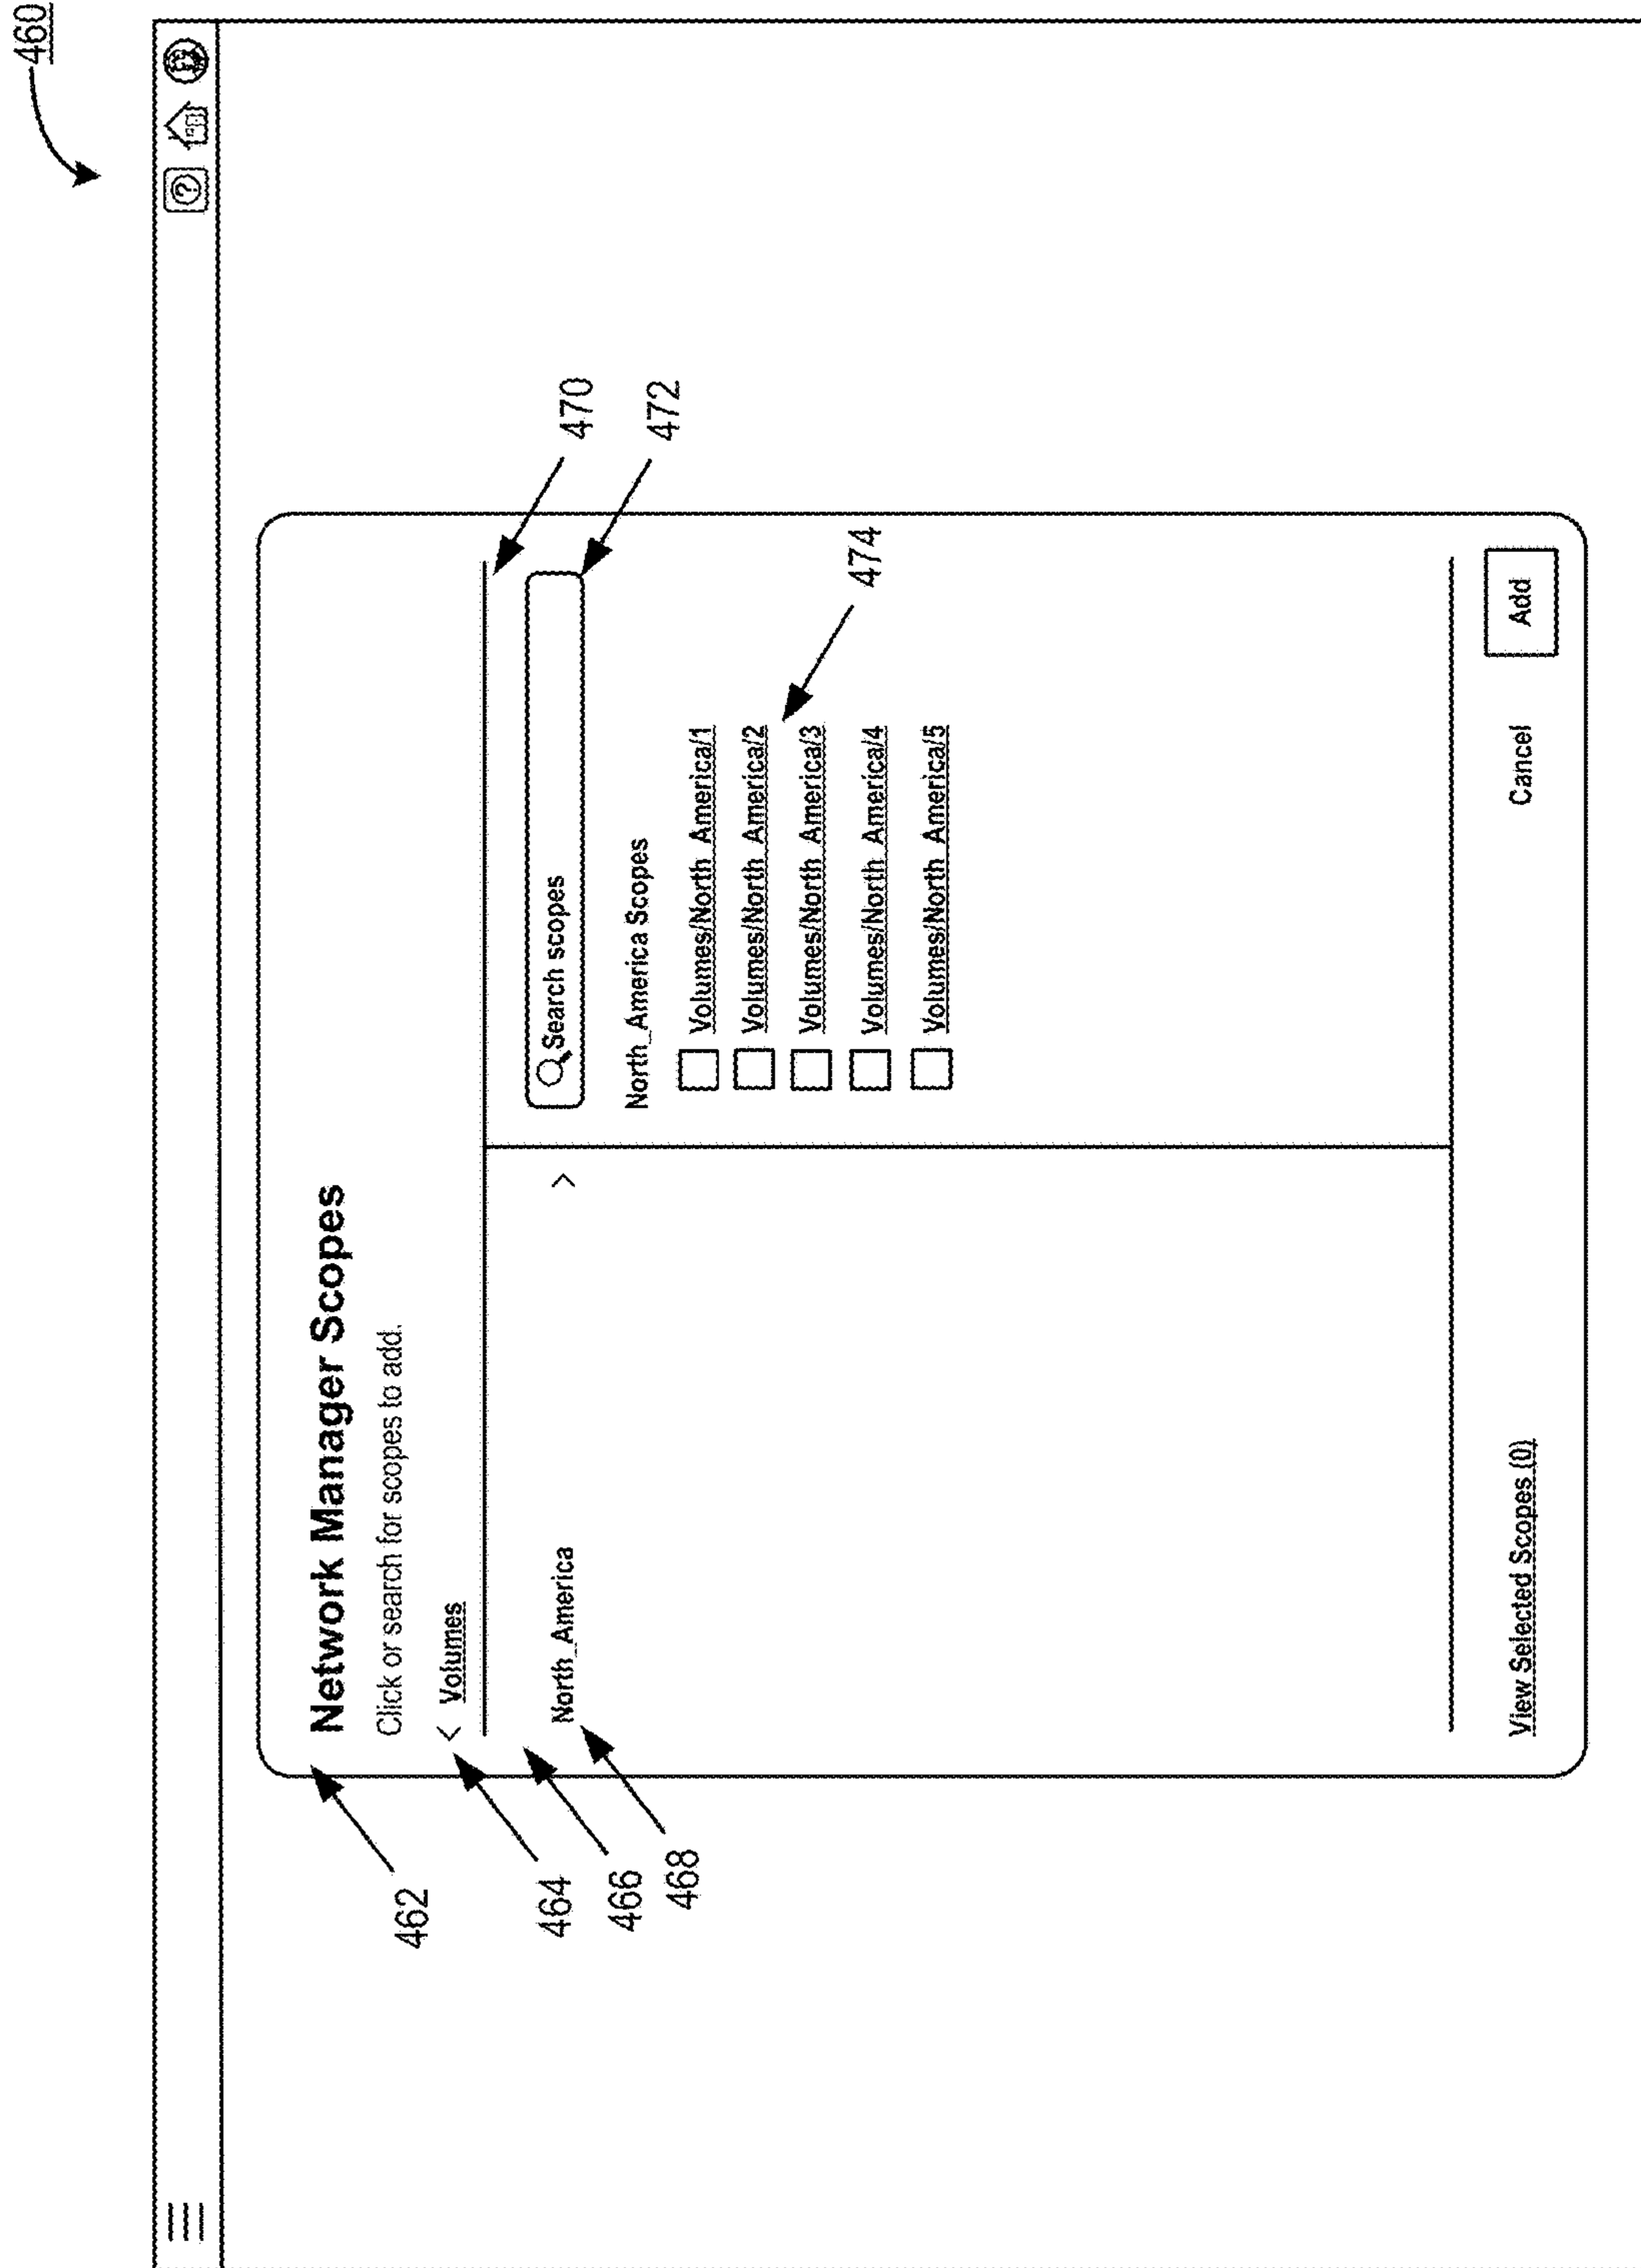 460
Network Manager Scopes
462
Click or search for scopes to add.
< Volumes
464
470
466
Search scopes
472
North_America >
468
North_America Scopes
Volumes/North_America/1
Volumes/North_America/2
474
Volumes/North_America/3
Volumes/North_America/4
Volumes/North_America/5
View Selected Scopes (0) Cancel Add